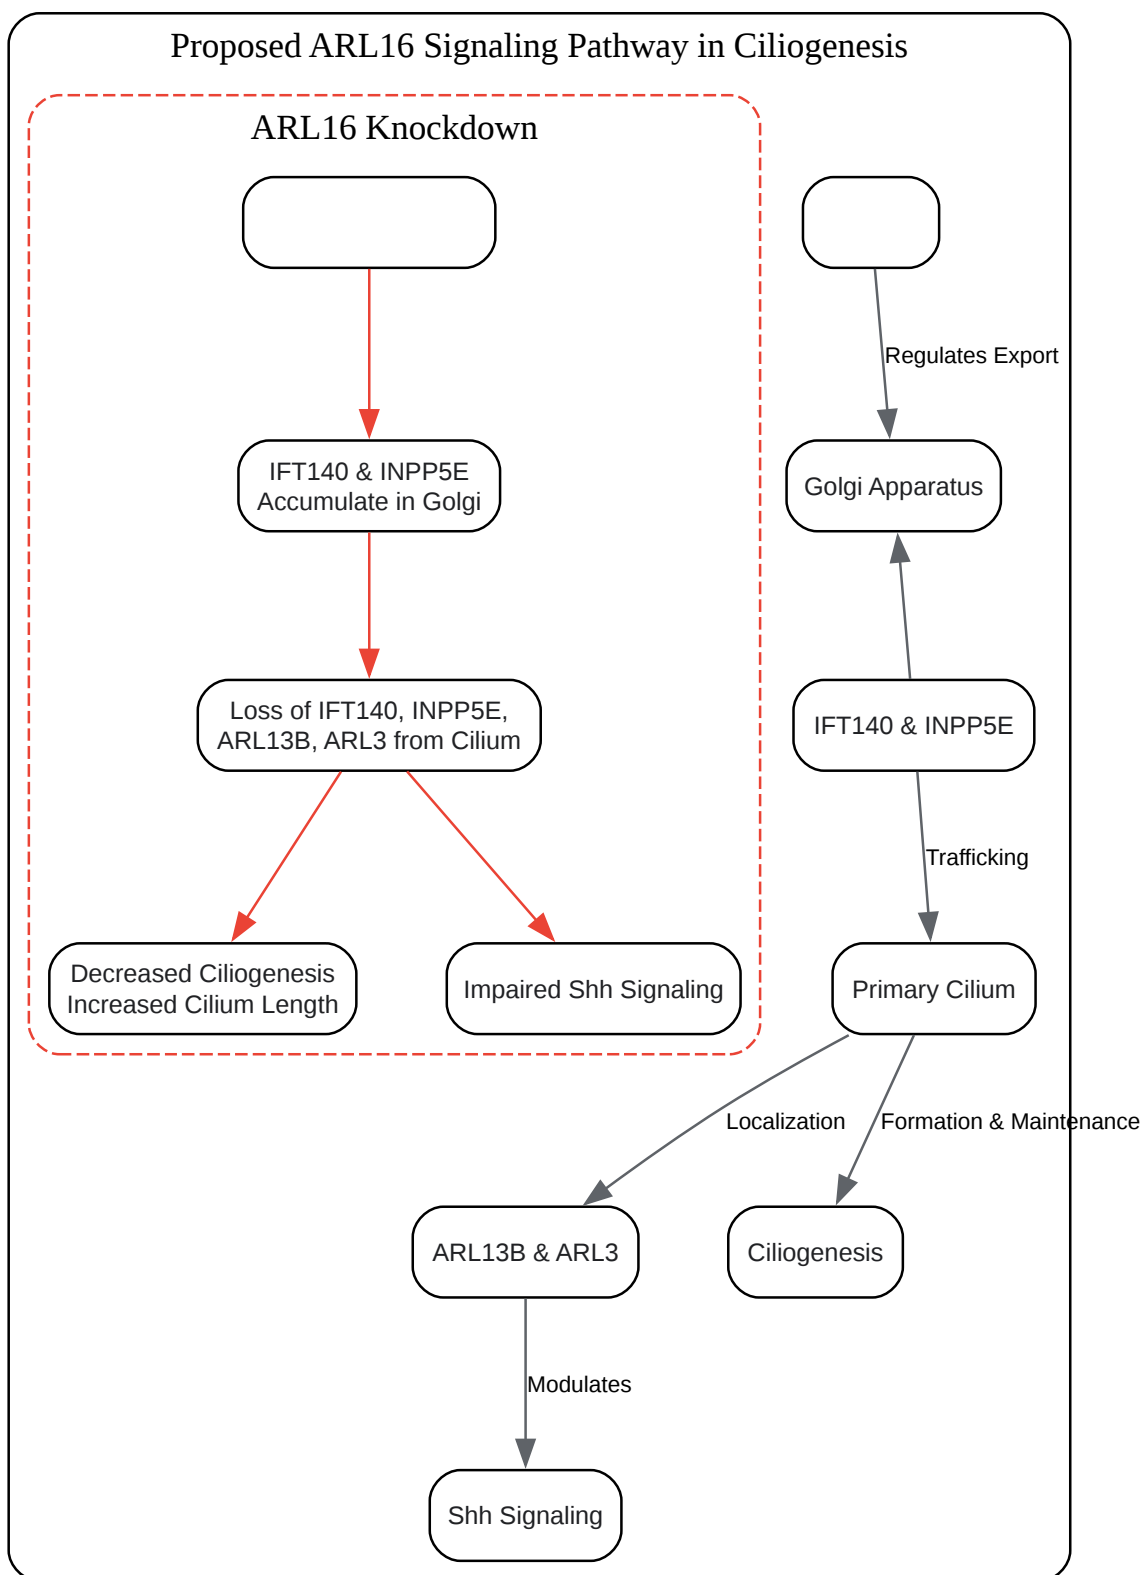 Proposed ARL16 Signaling Pathway in Ciliogenesis
ARL16 Knockdown
Regulates Export
IFT140 & INPP5E
Accumulate in Golgi
Golgi Apparatus
Loss of IFT140, INPP5E,
ARL13B, ARL3 from Cilium
IFT140 & INPP5E
Trafficking
Decreased Ciliogenesis
Increased Cilium Length
Impaired Shh Signaling
Primary Cilium
Localization
Formation & Maintenance
ARL13B & ARL3
Ciliogenesis
Modulates
Shh Signaling